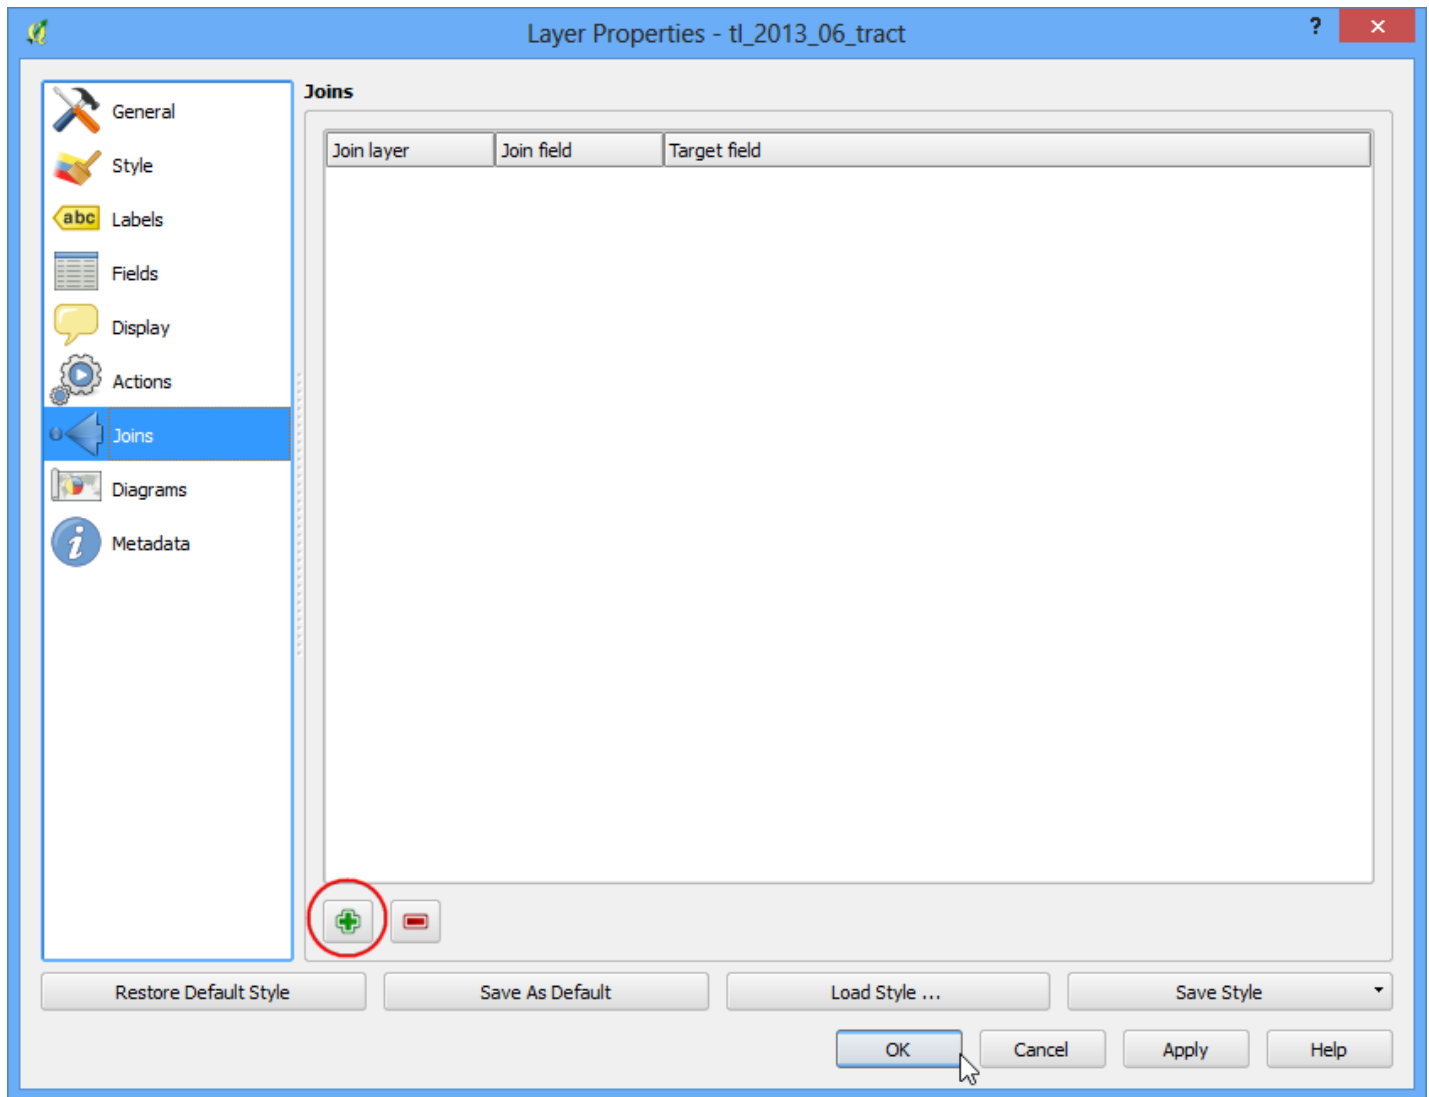 Layer Properties - tl_2013_06_tract
?
General
Style
abc Labels
Fields
Display
Actions
Joins
Diagrams
Metadata
Joins
Join layer Join field Target field
Restore Default Style Save As Default Load Style ... Save Style
OK Cancel Apply Help